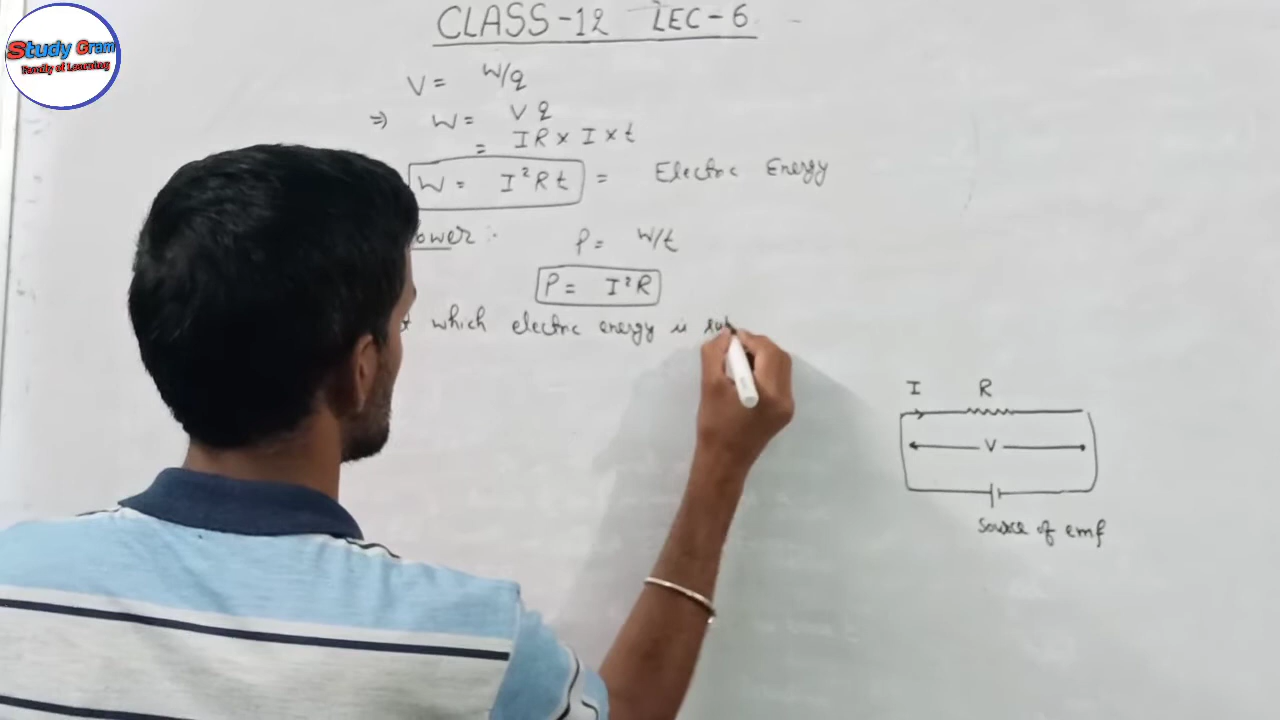 Study Gram
Family of Learning
CLASS-12 LEC-6
V = W/q
⇒ W = Vq
= IR × I × t
W = I²Rt = Electric Energy
ower :- P = W/t
P = I²R
which electric energy is
I R
V
Source of emf